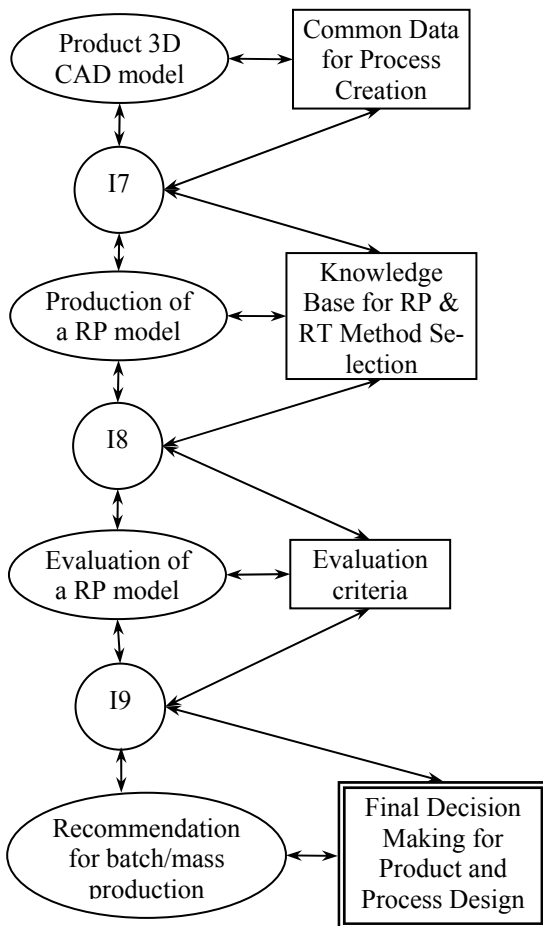 Product 3D
CAD model
Common Data
for Process
Creation
I7
Production of
a RP model
Knowledge
Base for RP &
RT Method Se-
lection
I8
Evaluation of
a RP model
Evaluation
criteria
I9
Recommendation
for batch/mass
production
Final Decision
Making for
Product and
Process Design